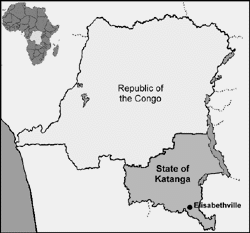 Republic of
the Congo
State of
Katanga
Elisabethville